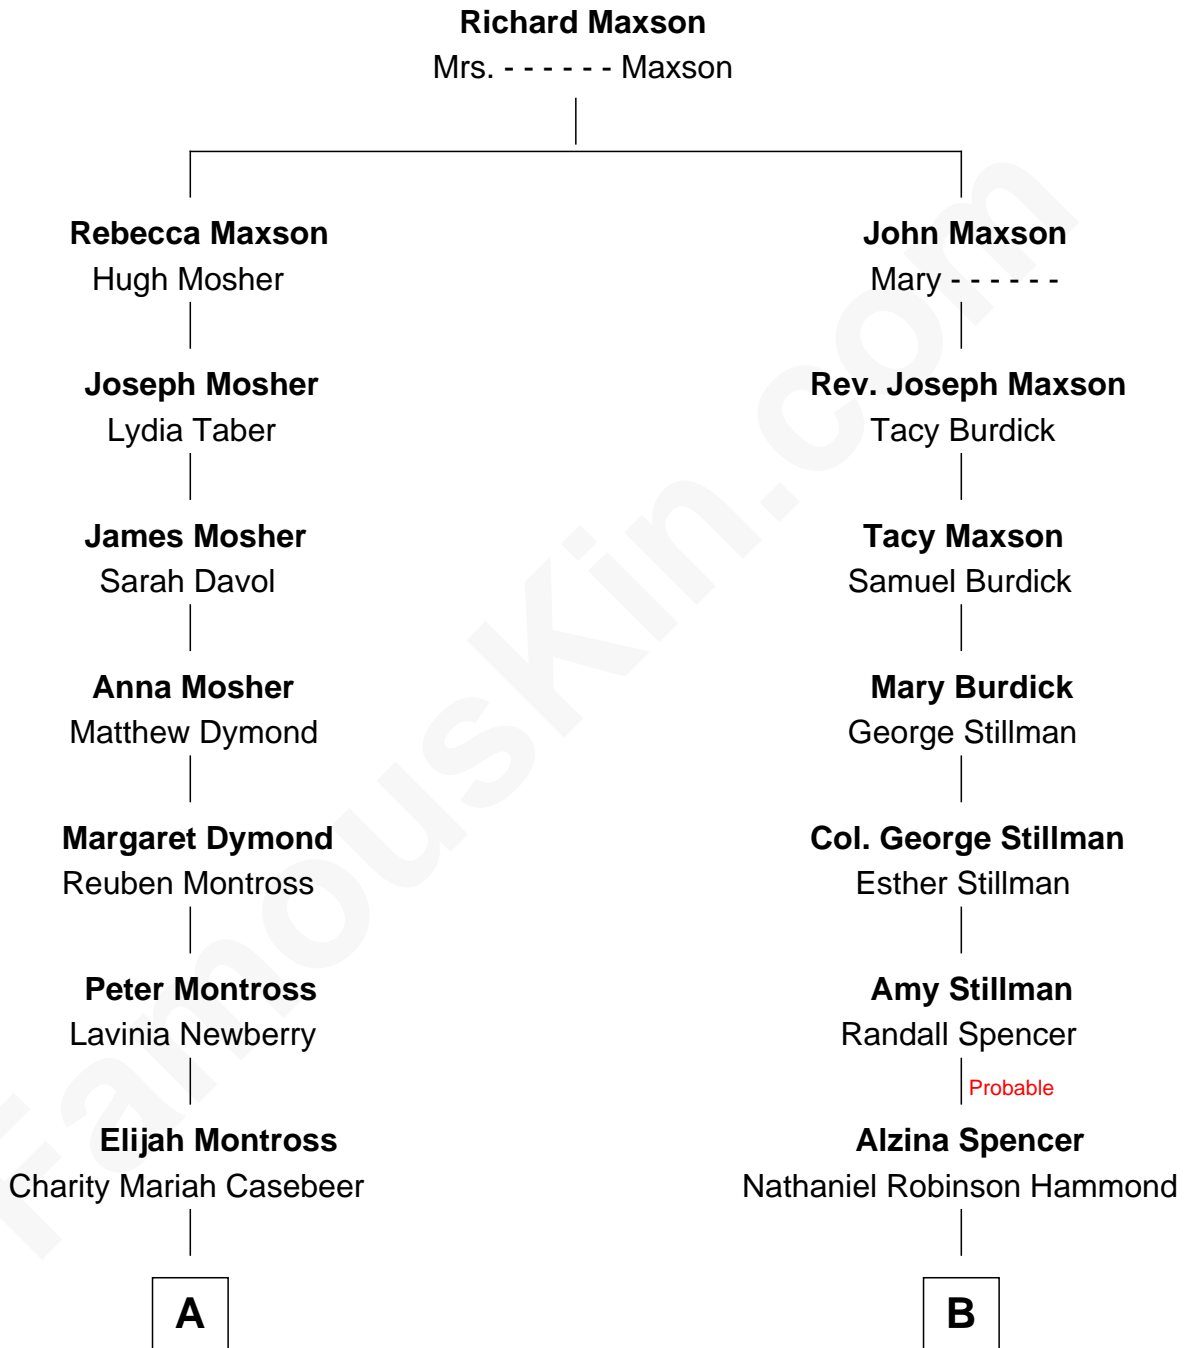 Richard Maxson
Mrs. - - - - - - Maxson
Rebecca Maxson
Hugh Mosher
John Maxson
Mary - - - - - -
Joseph Mosher
Lydia Taber
Rev. Joseph Maxson
Tacy Burdick
James Mosher
Sarah Davol
Tacy Maxson
Samuel Burdick
Anna Mosher
Matthew Dymond
Mary Burdick
George Stillman
Margaret Dymond
Reuben Montross
Col. George Stillman
Esther Stillman
Peter Montross
Lavinia Newberry
Amy Stillman
Randall Spencer
Probable
Elijah Montross
Charity Mariah Casebeer
Alzina Spencer
Nathaniel Robinson Hammond
A
B
FamousKin.com